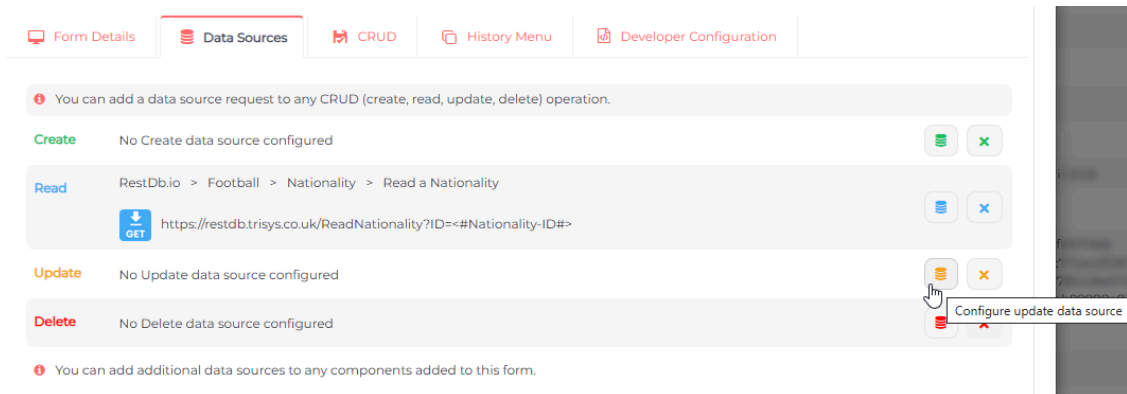 Form Details Data Sources CRUD History Menu Developer Configuration
You can add a data source request to any CRUD (create, read, update, delete) operation.
Create No Create data source configured
Read RestDb.io > Football > Nationality > Read a Nationality
GET https://restdb.trisys.co.uk/ReadNationality?ID=<#Nationality-ID#>
Update No Update data source configured
Configure update data source
Delete No Delete data source configured
You can add additional data sources to any components added to this form.